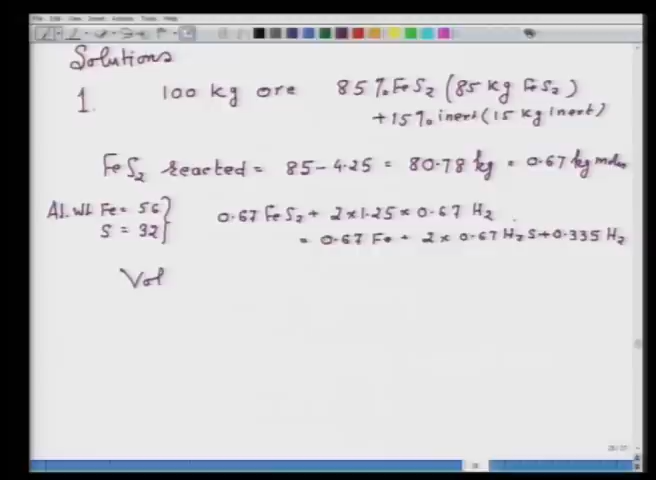 Solutions
1. 100 kg ore 85% FeS2 (85 kg FeS2)
+15% inert (15 kg inert)
FeS2 reacted = 85 - 4.25 = 80.78 kg = 0.67 kg moles
At. Wt. Fe = 56 } 0.67 FeS2 + 2 × 1.25 × 0.67 H2
S = 32 } = 0.67 Fe + 2 × 0.67 H2S + 0.335 H2
Vol